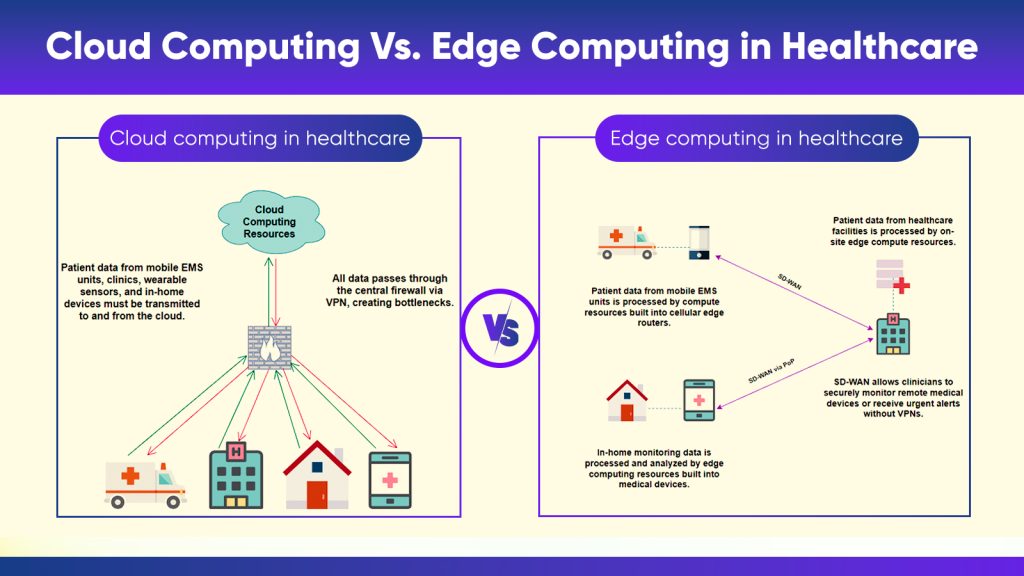 Cloud Computing Vs. Edge Computing in Healthcare
Cloud computing in healthcare
Cloud
Computing
Resources
Patient data from mobile EMS
units, clinics, wearable
sensors, and in-home
devices must be transmitted
to and from the cloud.
All data passes through
the central firewall via
VPN, creating bottlenecks.
H
VS
Edge computing in healthcare
Patient data from healthcare
facilities is processed by on-
site edge compute resources.
SD-WAN
Patient data from mobile EMS
units is processed by compute
resources built into cellular edge
routers.
H
SD-WAN via PoP
SD-WAN allows clinicians to
securely monitor remote medical
devices or receive urgent alerts
without VPNs.
In-home monitoring data is
processed and analyzed by edge
computing resources built into
medical devices.